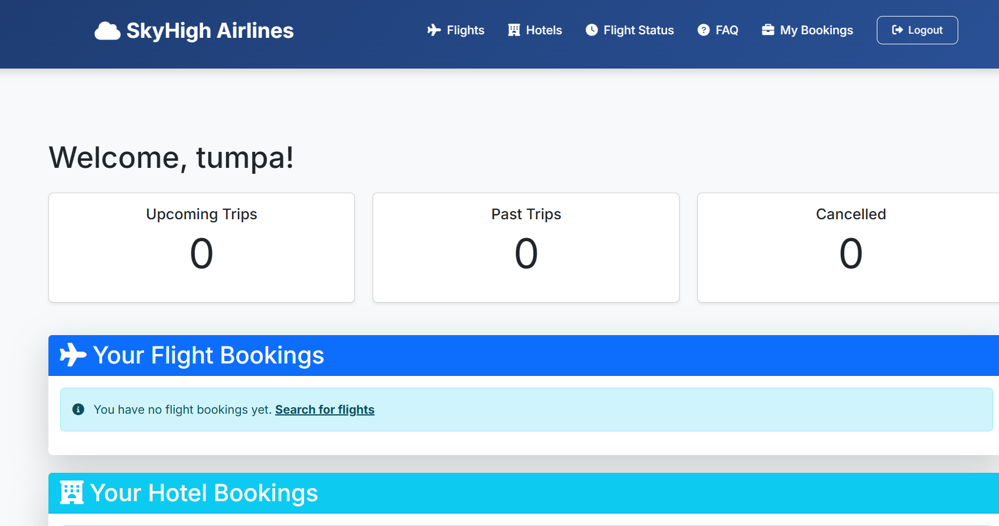 SkyHigh Airlines
Flights
Hotels
Flight Status
FAQ
My Bookings
Logout
Welcome, tumpa!
Upcoming Trips
0
Past Trips
0
Cancelled
0
Your Flight Bookings
You have no flight bookings yet. Search for flights
Your Hotel Bookings